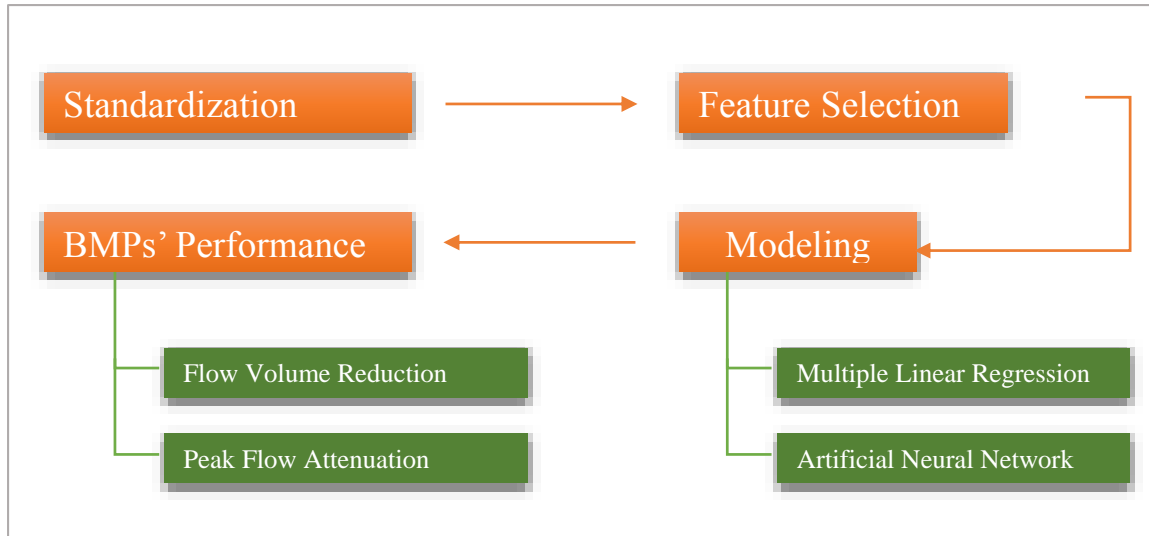 Standardization
Feature Selection
BMPs’ Performance
Modeling
Flow Volume Reduction
Multiple Linear Regression
Peak Flow Attenuation
Artificial Neural Network